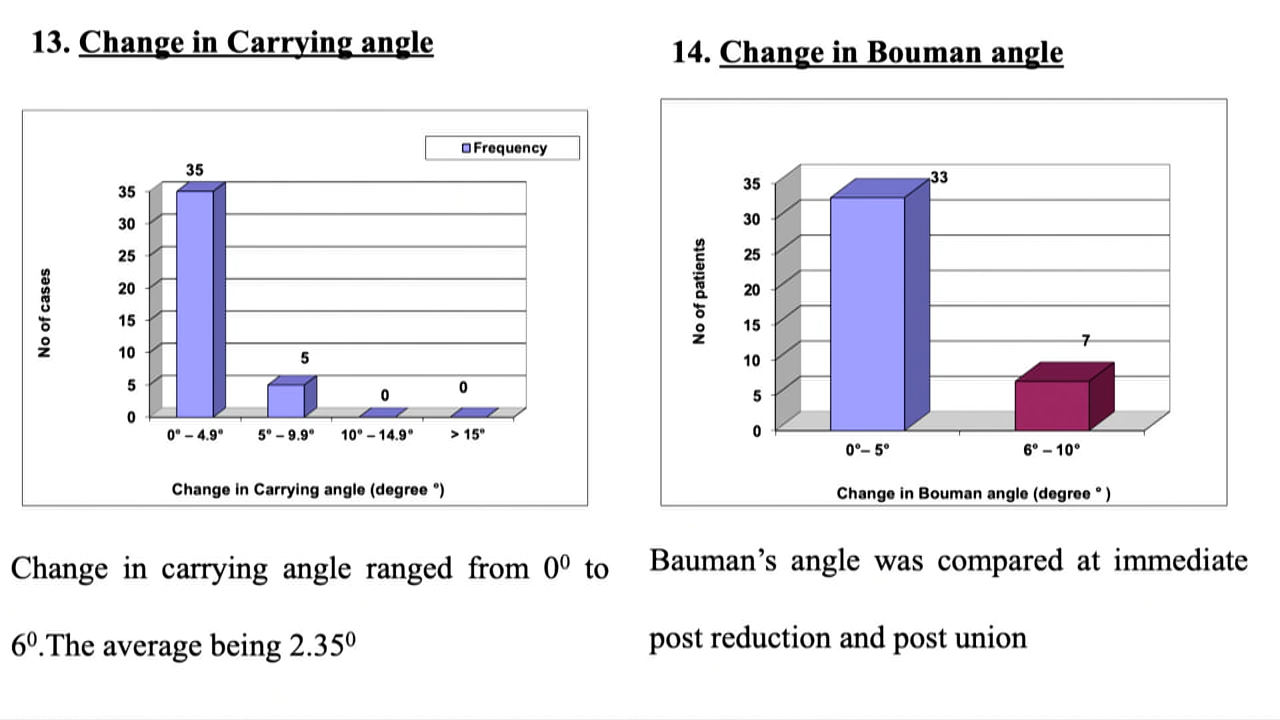 13. Change in Carrying angle
Frequency
35
35
30
25
20
15
10
5
0
5
0
0
No of cases
0° – 4.9°
5° – 9.9°
10° – 14.9°
> 15°
Change in Carrying angle (degree °)
Change in carrying angle ranged from 0⁰ to
6⁰.The average being 2.35⁰
14. Change in Bouman angle
33
35
30
25
20
15
10
5
0
7
No of patients
0°– 5°
6° – 10°
Change in Bouman angle (degree ° )
Bauman’s angle was compared at immediate
post reduction and post union